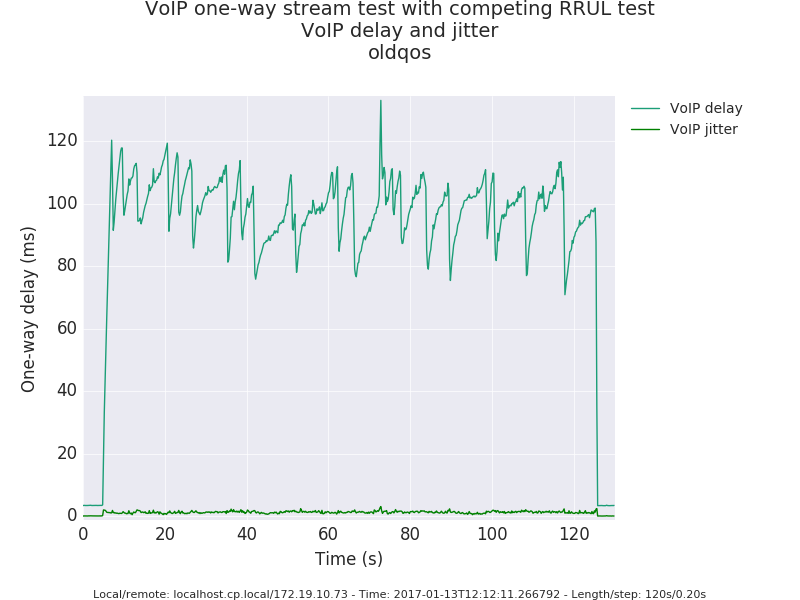 VoIP one-way stream test with competing RRUL test
VoIP delay and jitter
oldqos
VoIP delay
VoIP jitter
One-way delay (ms)
120
100
80
60
40
20
0
0 20 40 60 80 100 120
Time (s)
Local/remote: localhost.cp.local/172.19.10.73 - Time: 2017-01-13T12:12:11.266792 - Length/step: 120s/0.20s